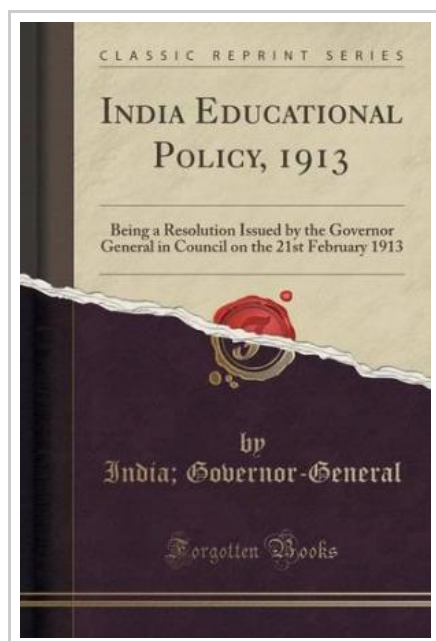 CLASSIC REPRINT SERIES
INDIA EDUCATIONAL
POLICY, 1913
Being a Resolution Issued by the Governor
General in Council on the 21st February 1913
F
by
India; Governor-General
Forgotten Books